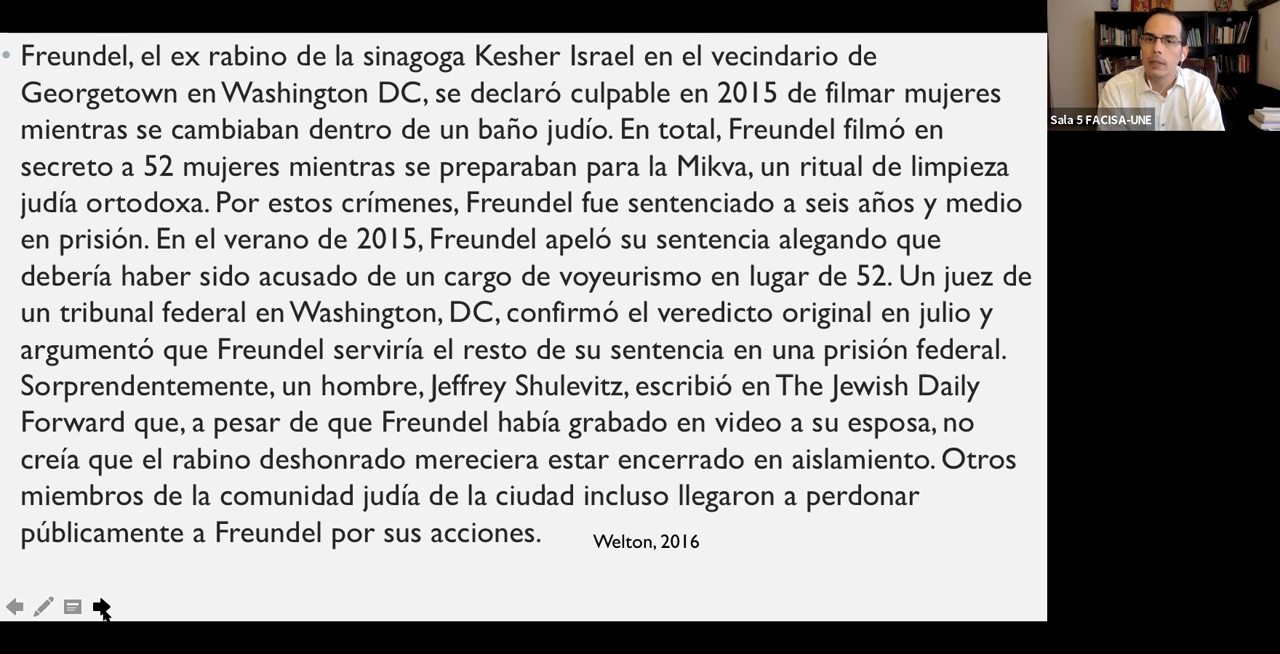 • Freundel, el ex rabino de la sinagoga Kesher Israel en el vecindario de
Georgetown en Washington DC, se declaró culpable en 2015 de filmar mujeres
mientras se cambiaban dentro de un baño judío. En total, Freundel filmó en
secreto a 52 mujeres mientras se preparaban para la Mikva, un ritual de limpieza
judía ortodoxa. Por estos crímenes, Freundel fue sentenciado a seis años y medio
en prisión. En el verano de 2015, Freundel apeló su sentencia alegando que
debería haber sido acusado de un cargo de voyeurismo en lugar de 52. Un juez de
un tribunal federal en Washington, DC, confirmó el veredicto original en julio y
argumentó que Freundel serviría el resto de su sentencia en una prisión federal.
Sorprendentemente, un hombre, Jeffrey Shulevitz, escribió en The Jewish Daily
Forward que, a pesar de que Freundel había grabado en video a su esposa, no
creía que el rabino deshonrado mereciera estar encerrado en aislamiento. Otros
miembros de la comunidad judía de la ciudad incluso llegaron a perdonar
públicamente a Freundel por sus acciones.
Welton, 2016
Sala 5 FACISA-UNE